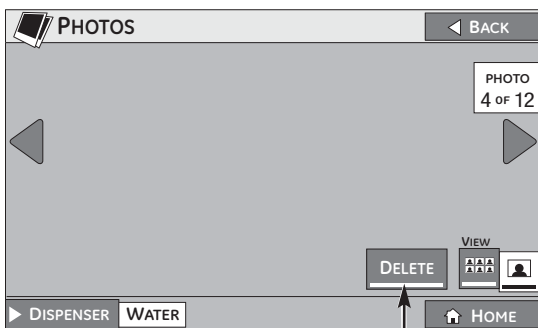 PHOTOS
BACK
PHOTO
4 OF 12
VIEW
DELETE
DISPENSER WATER
HOME